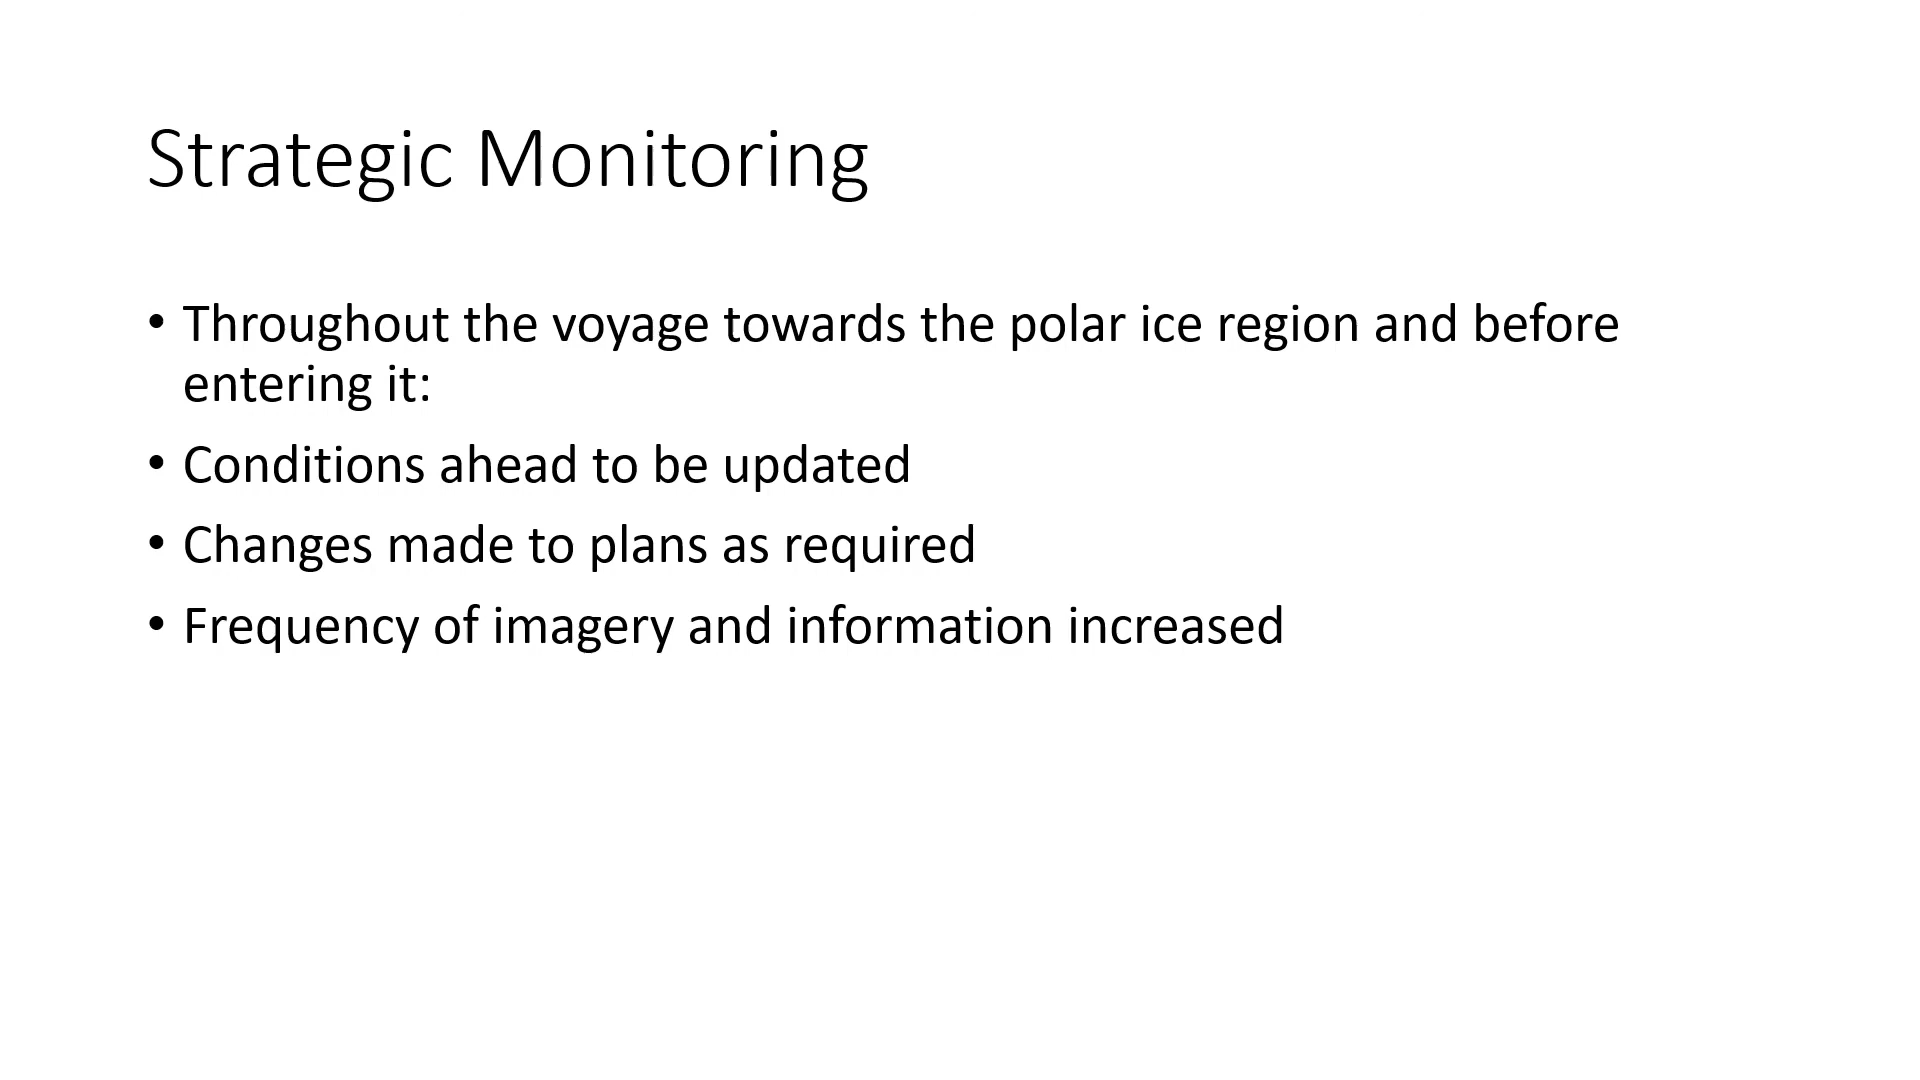 Strategic Monitoring
• Throughout the voyage towards the polar ice region and before
entering it:
• Conditions ahead to be updated
• Changes made to plans as required
• Frequency of imagery and information increased